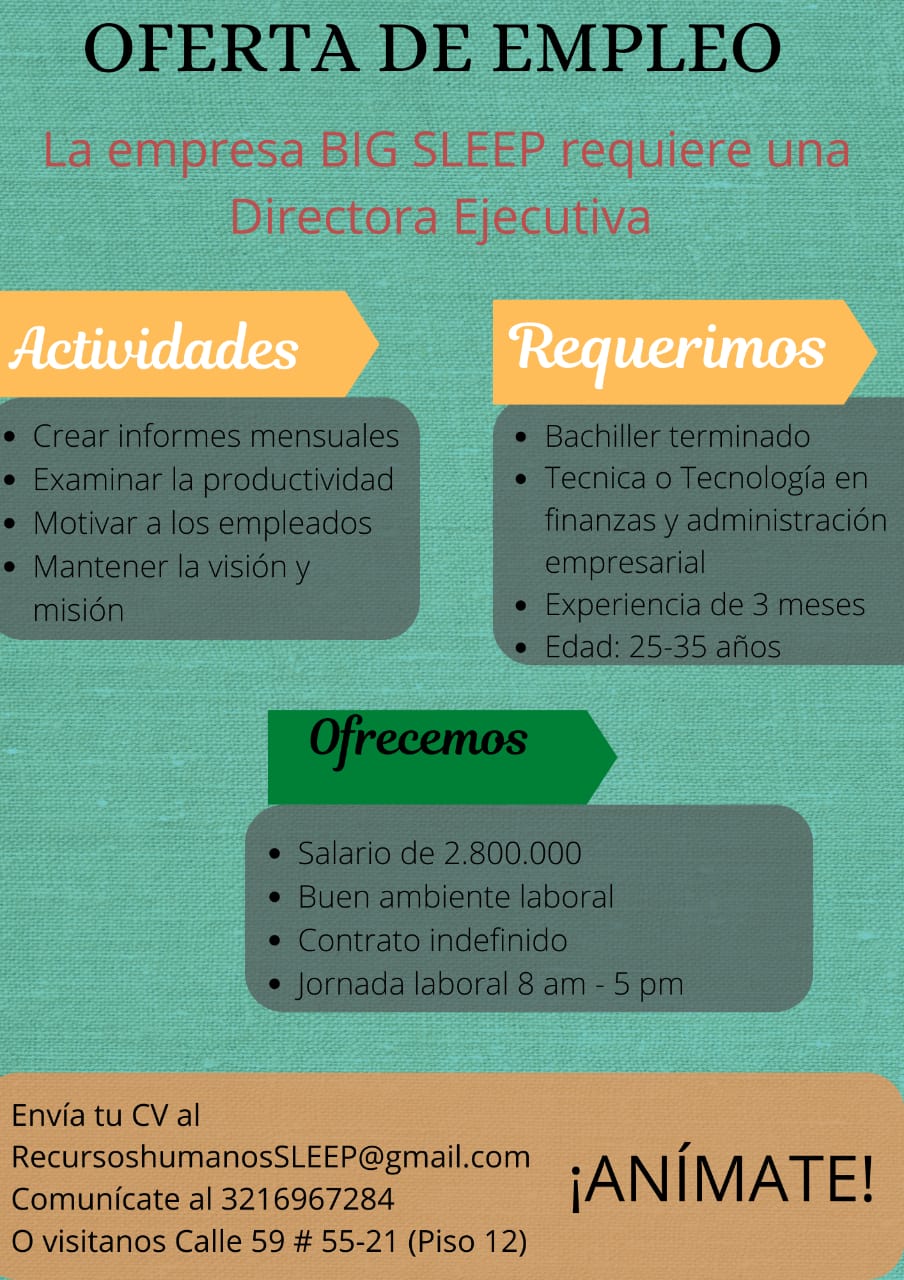 OFERTA DE EMPLEO
La empresa BIG SLEEP requiere una
Directora Ejecutiva
Actividades
• Crear informes mensuales
• Examinar la productividad
• Motivar a los empleados
• Mantener la visión y
misión
Requerimos
• Bachiller terminado
• Tecnica o Tecnología en
finanzas y administración
empresarial
• Experiencia de 3 meses
• Edad: 25-35 años
Ofrecemos
• Salario de 2.800.000
• Buen ambiente laboral
• Contrato indefinido
• Jornada laboral 8 am - 5 pm
Envía tu CV al
RecursoshumanosSLEEP@gmail.com
Comunícate al 3216967284
O visitanos Calle 59 # 55-21 (Piso 12)
¡ANÍMATE!